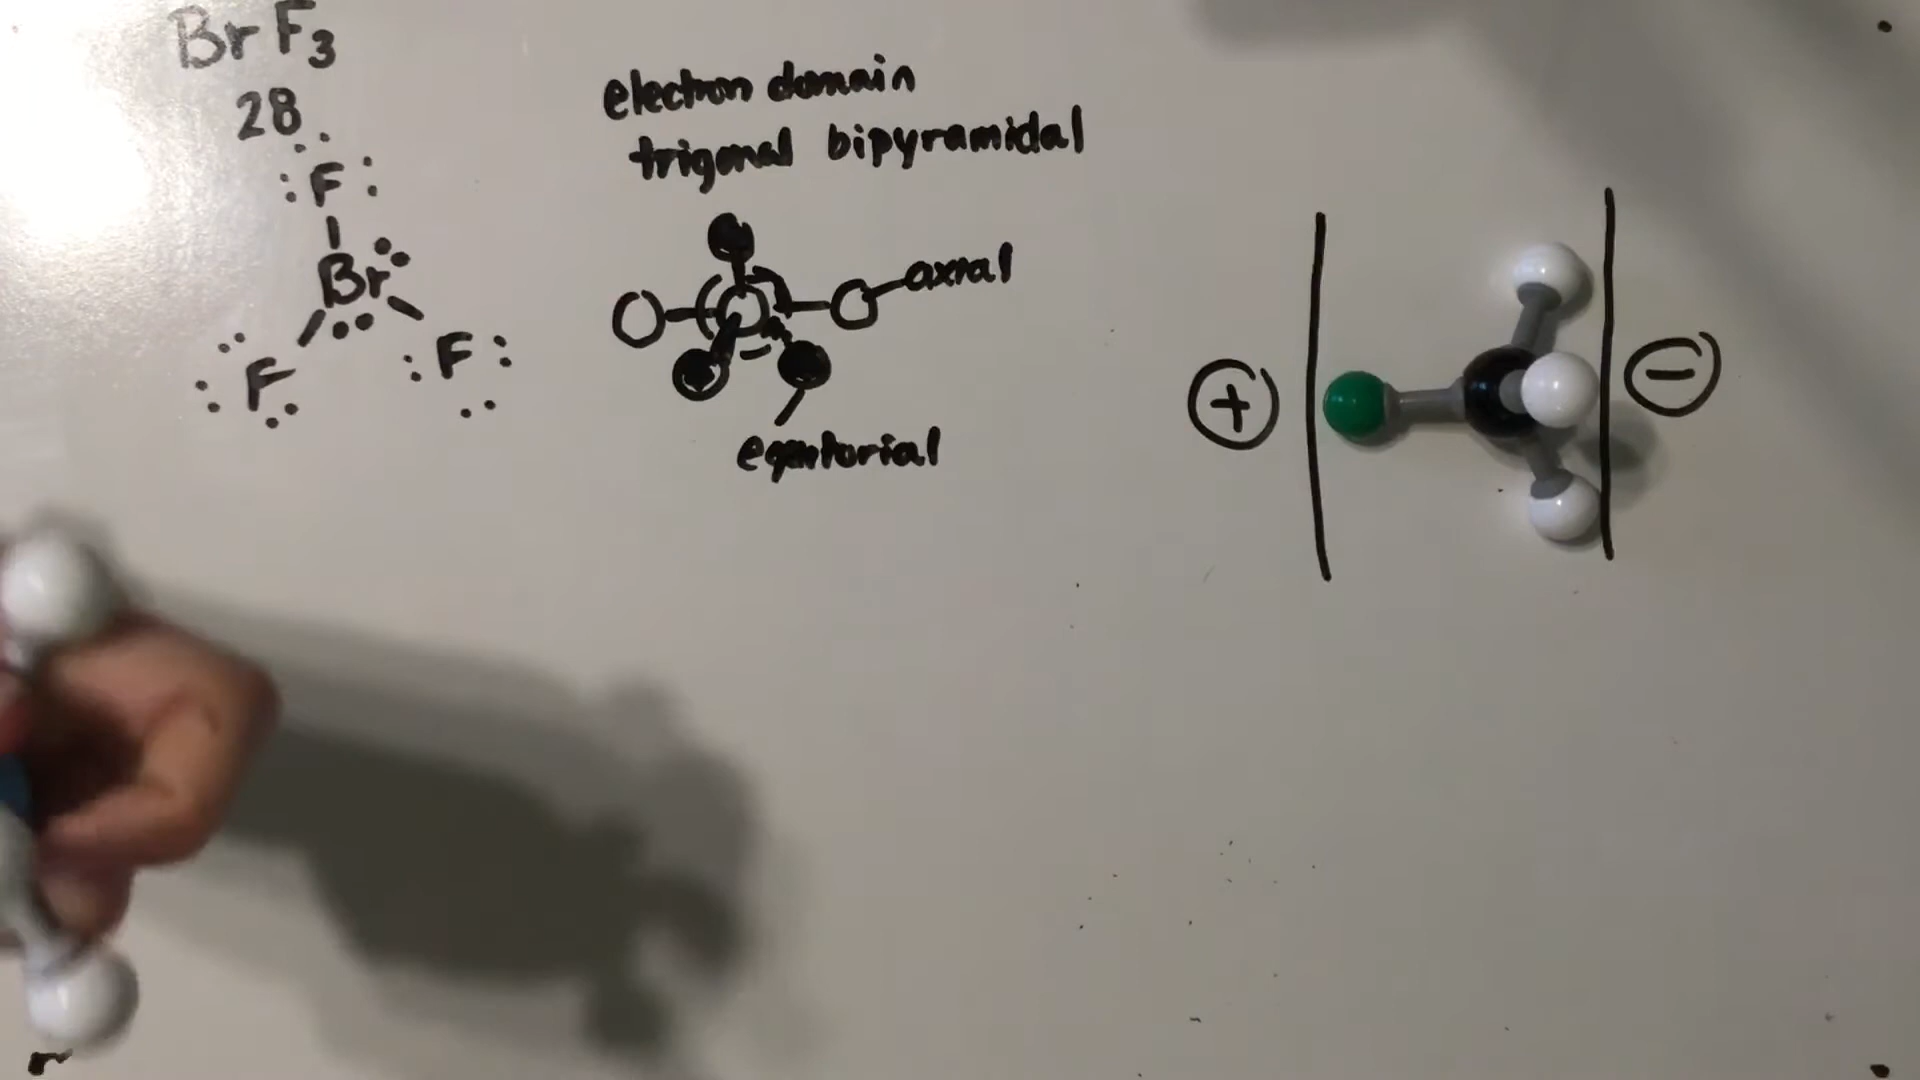 BrF3
28
F
Br
F F
electron domain
trigonal bipyramidal
axial
equatorial
+ −